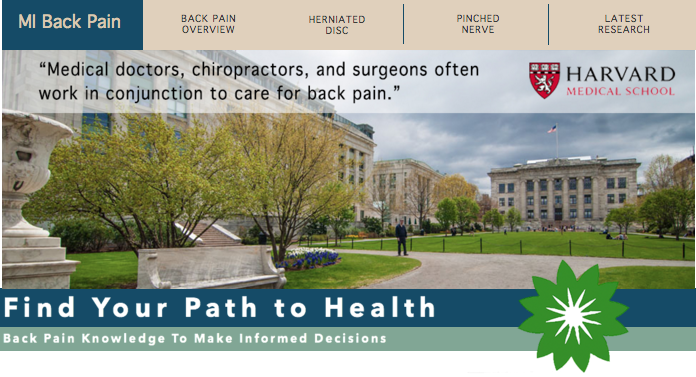 MI Back Pain
BACK PAIN
OVERVIEW
HERNIATED
DISC
PINCHED
NERVE
LATEST
RESEARCH
“Medical doctors, chiropractors, and surgeons often
work in conjunction to care for back pain.”
HARVARD
MEDICAL SCHOOL
Find Your Path to Health
Back Pain Knowledge To Make Informed Decisions